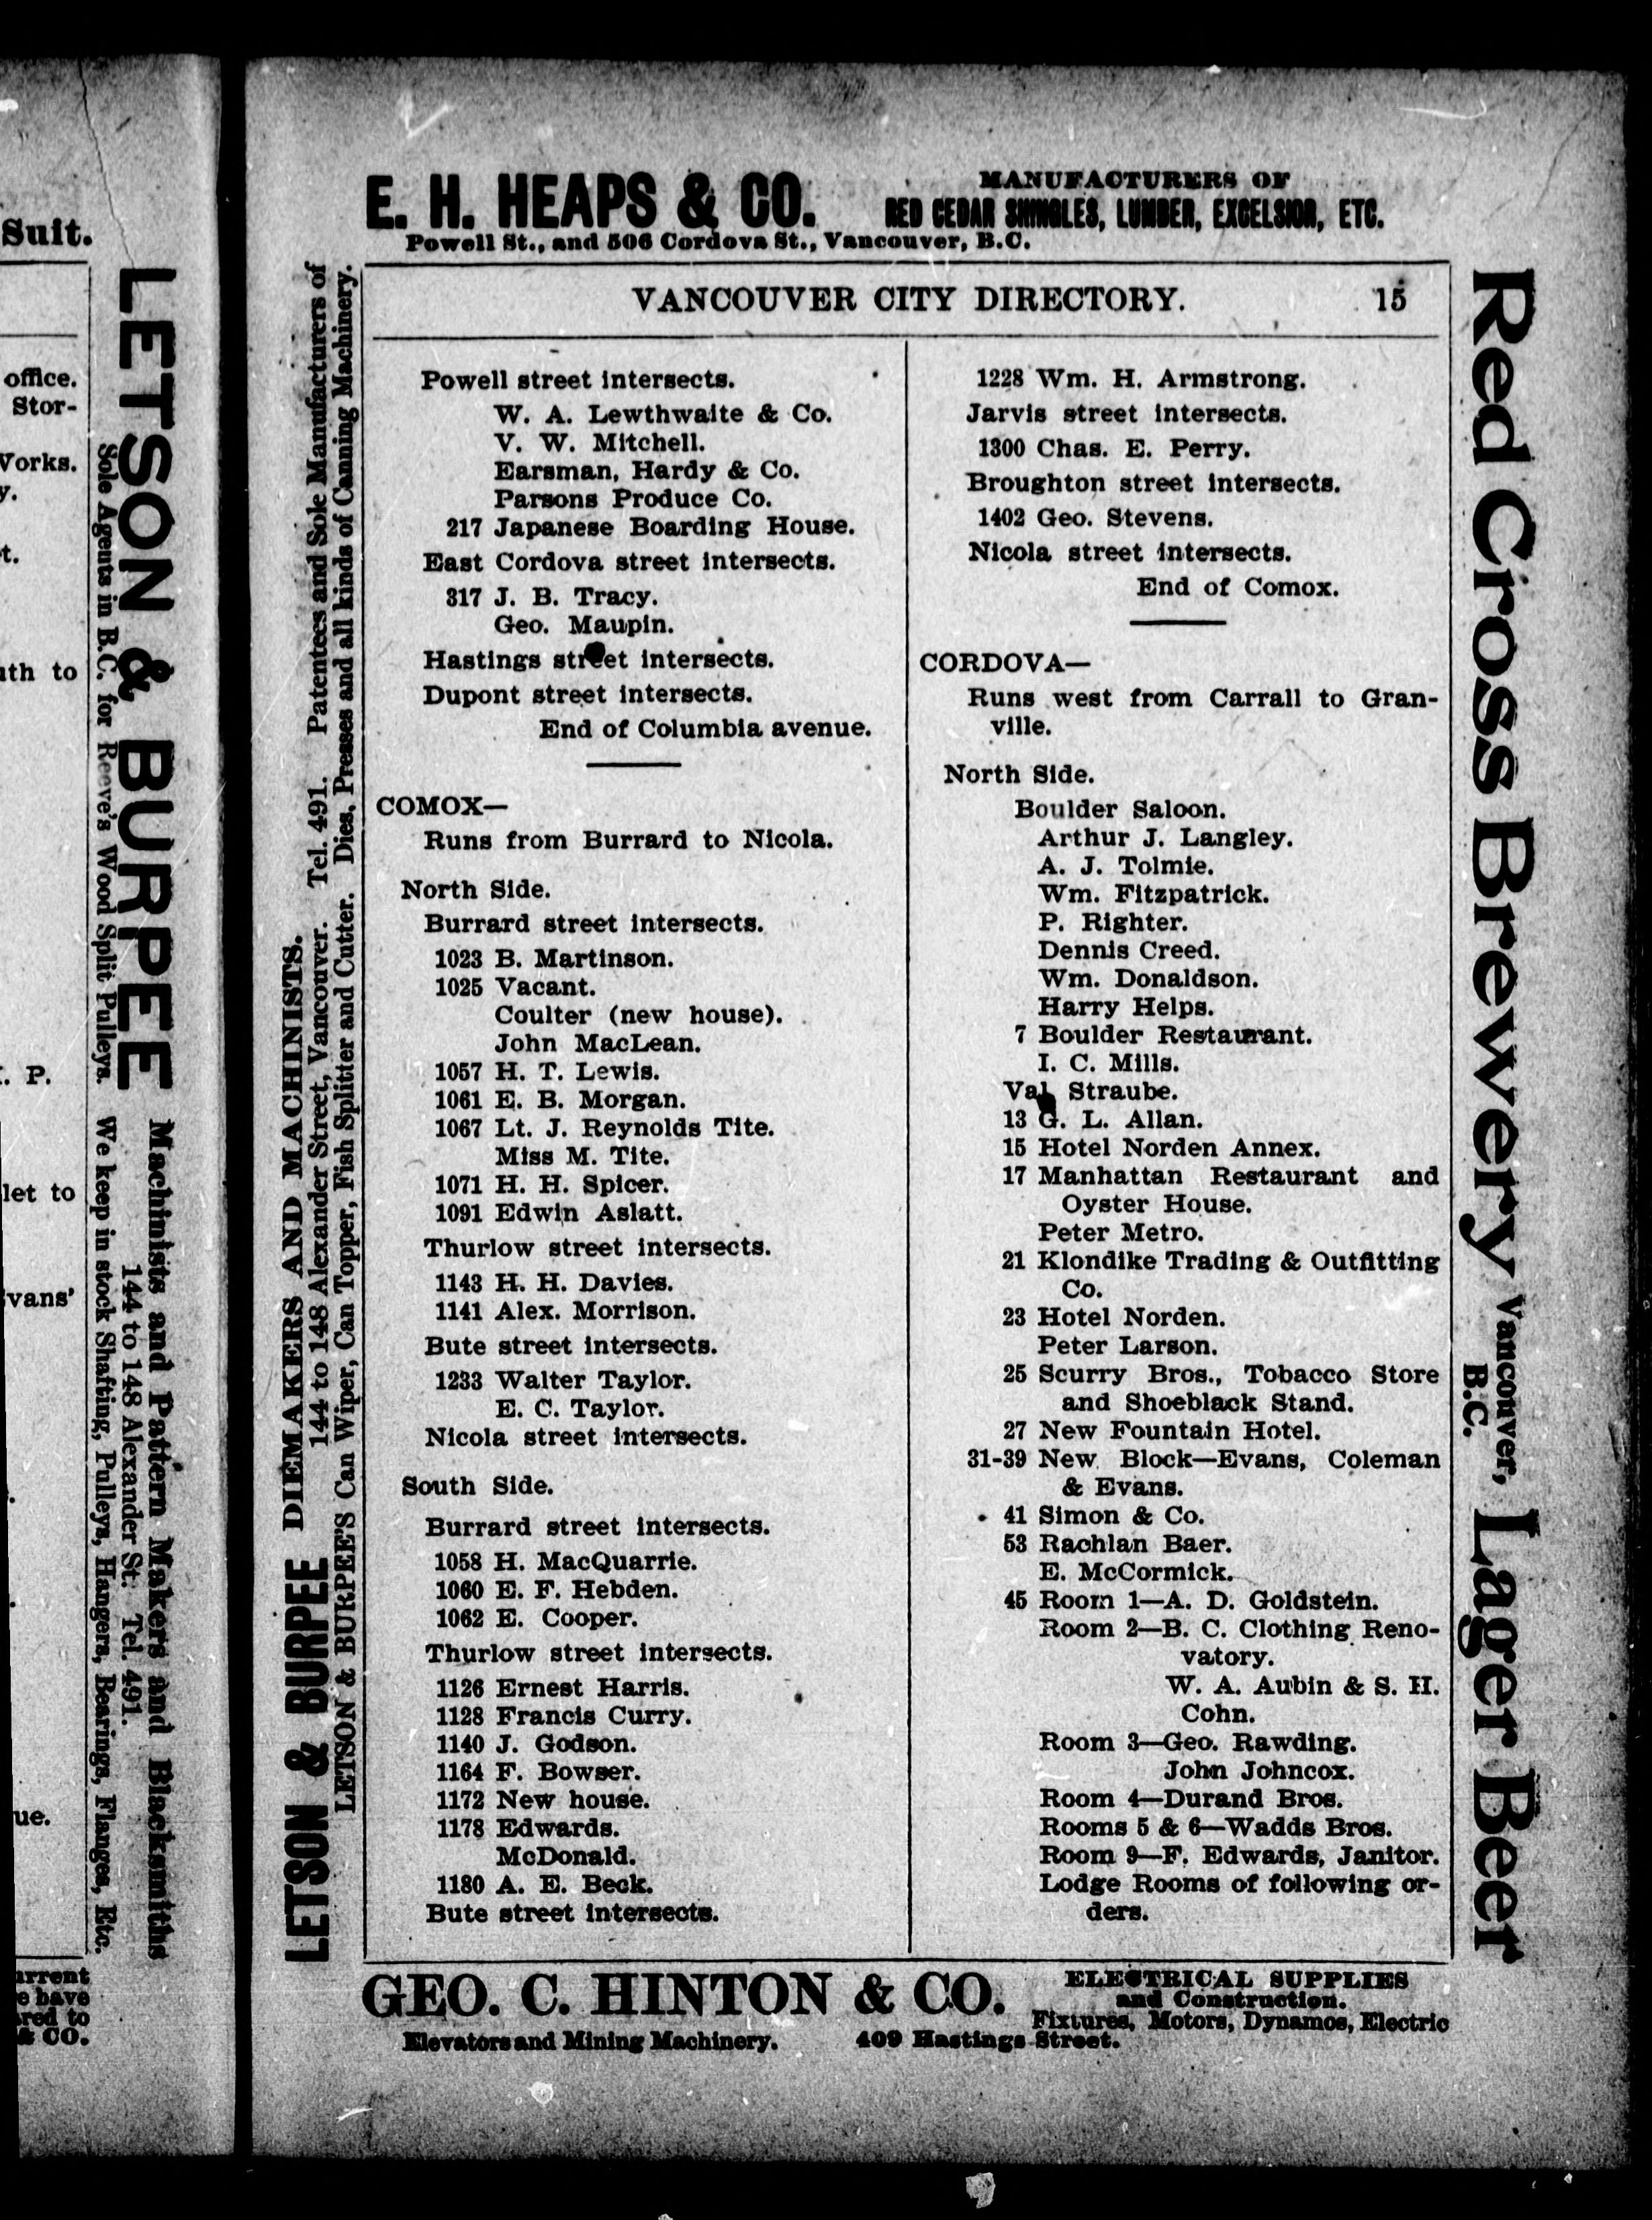 Suit.
office.
Stor-
Works.
y.
t.
uth to
. P.
let to
vans'
ue.
urrent
e have
ured to
& CO.
LETSON & BURPEE Machinists and Pattern Makers and Blacksmiths
144 to 148 Alexander St. Tel. 491.
Sole Agents in B.C. for Reeve's Wood Split Pulleys. We keep in stock Shafting, Pulleys, Hangers, Bearings, Flanges, Etc.
E. H. HEAPS & CO. MANUFACTURERS OF
RED CEDAR SHINGLES, LUMBER, EXCELSIOR, ETC.
Powell St., and 506 Cordova St., Vancouver, B.C.
LETSON & BURPEE DIEMAKERS AND MACHINISTS.
144 to 148 Alexander Street, Vancouver. Tel. 491. Patentees and Sole Manufacturers of
LETSON & BURPEE'S Can Wiper, Can Topper, Fish Splitter and Cutter. Dies, Presses and all kinds of Canning Machinery.
VANCOUVER CITY DIRECTORY. 15
Powell street intersects.
W. A. Lewthwaite & Co.
V. W. Mitchell.
Earsman, Hardy & Co.
Parsons Produce Co.
217 Japanese Boarding House.
East Cordova street intersects.
317 J. B. Tracy.
Geo. Maupin.
Hastings street intersects.
Dupont street intersects.
End of Columbia avenue.
COMOX—
Runs from Burrard to Nicola.
North Side.
Burrard street intersects.
1023 B. Martinson.
1025 Vacant.
Coulter (new house).
John MacLean.
1057 H. T. Lewis.
1061 E. B. Morgan.
1067 Lt. J. Reynolds Tite.
Miss M. Tite.
1071 H. H. Spicer.
1091 Edwin Aslatt.
Thurlow street intersects.
1143 H. H. Davies.
1141 Alex. Morrison.
Bute street intersects.
1233 Walter Taylor.
E. C. Taylor.
Nicola street intersects.
South Side.
Burrard street intersects.
1058 H. MacQuarrie.
1060 E. F. Hebden.
1062 E. Cooper.
Thurlow street intersects.
1126 Ernest Harris.
1128 Francis Curry.
1140 J. Godson.
1164 F. Bowser.
1172 New house.
1178 Edwards.
McDonald.
1180 A. E. Beck.
Bute street intersects.
1228 Wm. H. Armstrong.
Jarvis street intersects.
1300 Chas. E. Perry.
Broughton street intersects.
1402 Geo. Stevens.
Nicola street intersects.
End of Comox.
CORDOVA—
Runs west from Carrall to Gran-
ville.
North Side.
Boulder Saloon.
Arthur J. Langley.
A. J. Tolmie.
Wm. Fitzpatrick.
P. Righter.
Dennis Creed.
Wm. Donaldson.
Harry Helps.
7 Boulder Restaurant.
I. C. Mills.
Val Straube.
13 G. L. Allan.
15 Hotel Norden Annex.
17 Manhattan Restaurant and
Oyster House.
Peter Metro.
21 Klondike Trading & Outfitting
Co.
23 Hotel Norden.
Peter Larson.
25 Scurry Bros., Tobacco Store
and Shoeblack Stand.
27 New Fountain Hotel.
31-39 New Block—Evans, Coleman
& Evans.
41 Simon & Co.
53 Rachlan Baer.
E. McCormick.
45 Room 1—A. D. Goldstein.
Room 2—B. C. Clothing Reno-
vatory.
W. A. Aubin & S. H.
Cohn.
Room 3—Geo. Rawding.
John Johncox.
Room 4—Durand Bros.
Rooms 5 & 6—Wadds Bros.
Room 9—F. Edwards, Janitor.
Lodge Rooms of following or-
ders.
Red Cross Brewery Vancouver, B.C. Lager Beer
GEO. C. HINTON & CO. ELECTRICAL SUPPLIES
and Construction.
Fixtures, Motors, Dynamos, Electric
Elevators and Mining Machinery. 409 Hastings Street.